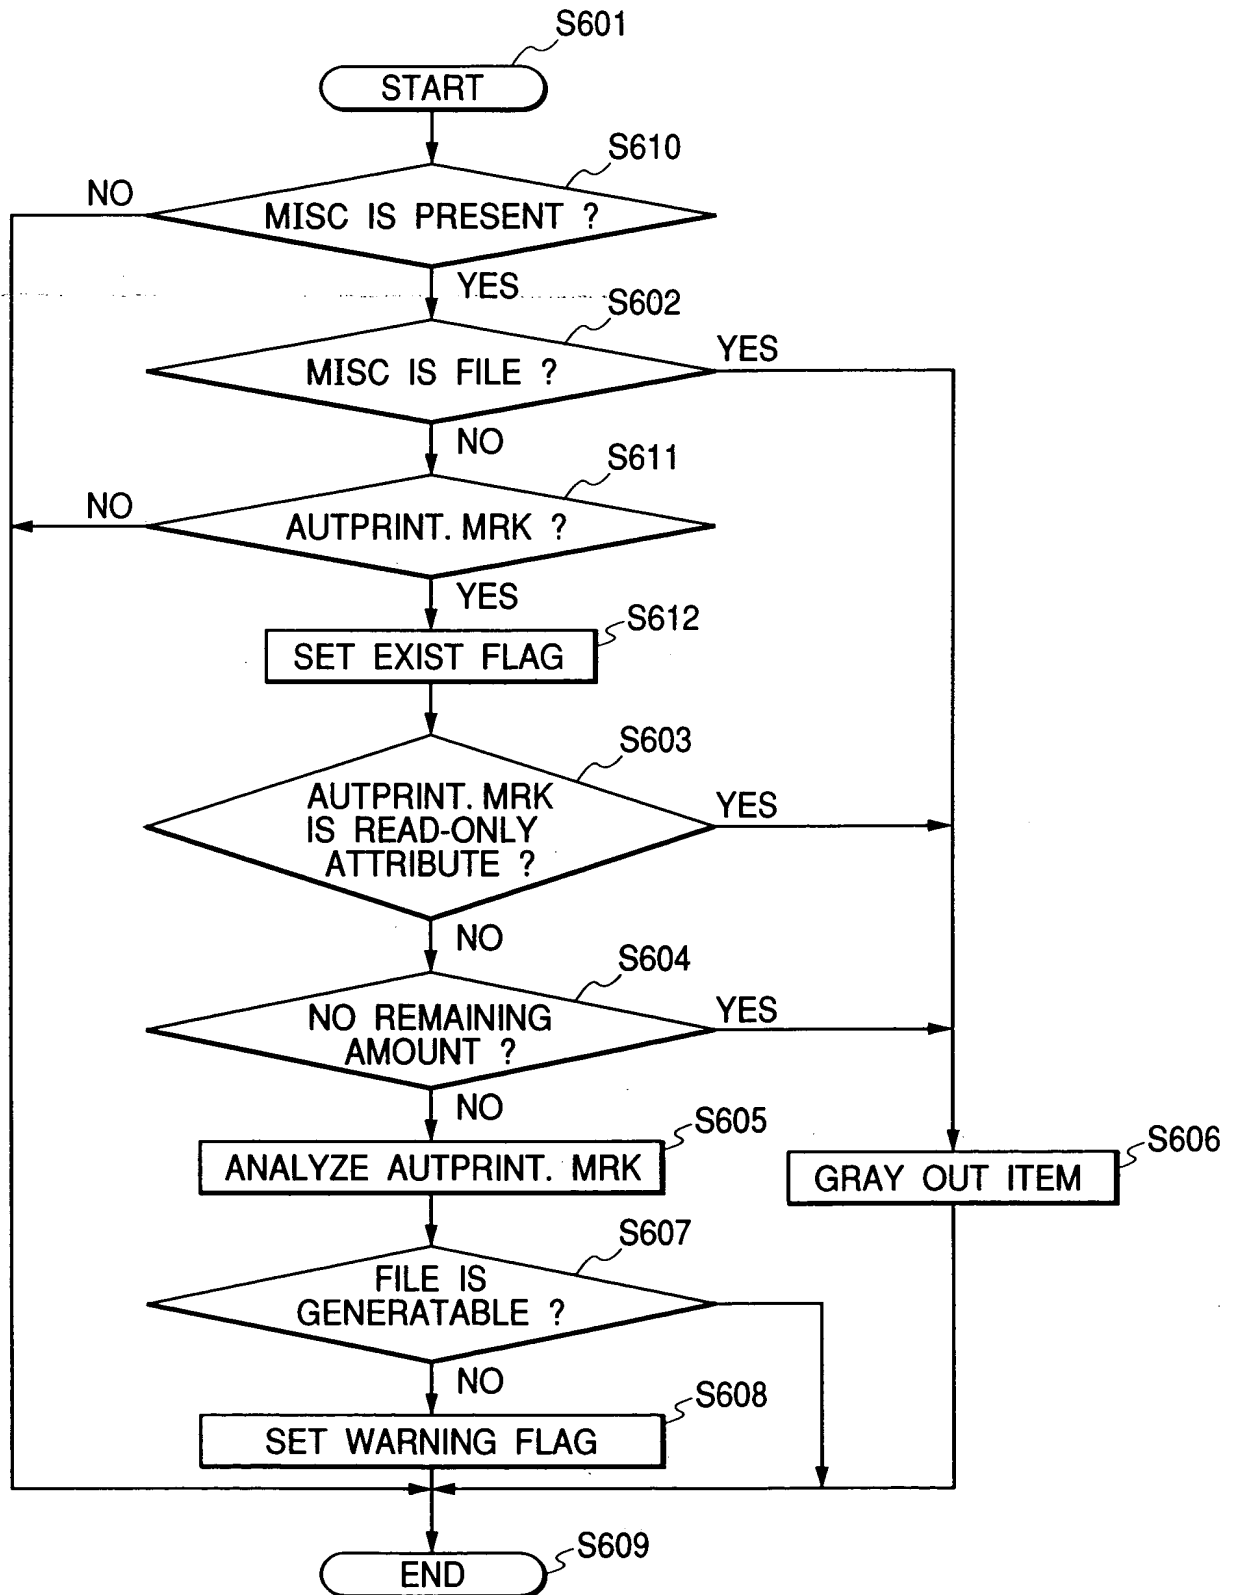 S601
START
S610
NO
MISC IS PRESENT ?
YES
S602
YES
MISC IS FILE ?
NO
S611
NO
AUTPRINT. MRK ?
YES
S612
SET EXIST FLAG
S603
AUTPRINT. MRK
IS READ-ONLY
ATTRIBUTE ?
YES
NO
S604
YES
NO REMAINING
AMOUNT ?
NO
S605
ANALYZE AUTPRINT. MRK
S606
GRAY OUT ITEM
S607
FILE IS
GENERATABLE ?
NO
S608
SET WARNING FLAG
S609
END